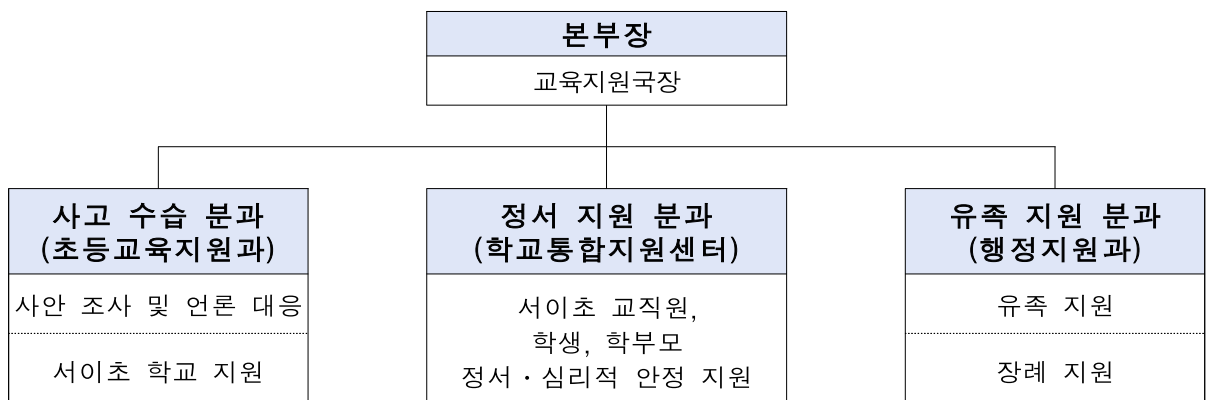 본부장
교육지원국장
사고 수습 분과
(초등교육지원과)
사안 조사 및 언론 대응
서이초 학교 지원
정서 지원 분과
(학교통합지원센터)
서이초 교직원,
학생, 학부모
정서·심리적 안정 지원
유족 지원 분과
(행정지원과)
유족 지원
장례 지원